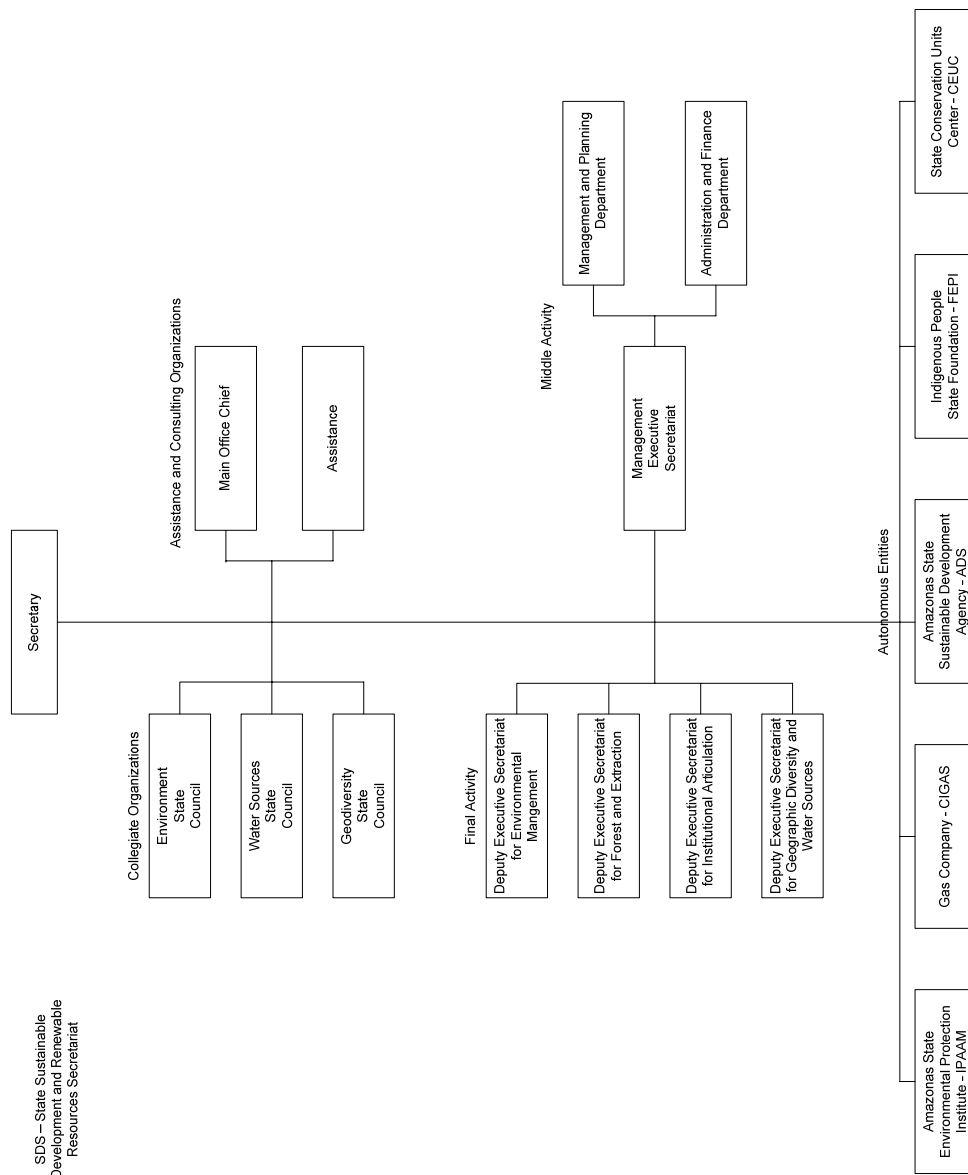 SDS – State Sustainable
Development and Renewable
Resources Secretariat
Secretary
Collegiate Organizations
Environment
State
Council
Water Sources
State
Council
Geodiversity
State
Council
Assistance and Consulting Organizations
Main Office Chief
Assistance
Final Activity
Deputy Executive Secretariat
for Environmental
Mangement
Deputy Executive Secretariat
for Forest and Extraction
Deputy Executive Secretariat
for Institutional Articulation
Deputy Executive Secretariat
for Geographic Diversity and
Water Sources
Middle Activity
Management
Executive
Secretariat
Management and Planning
Department
Administration and Finance
Department
Autonomous Entities
Amazonas State
Environmental Protection
Institute - IPAAM
Gas Company - CIGAS
Amazonas State
Sustainable Development
Agency - ADS
Indigenous People
State Foundation - FEPI
State Conservation Units
Center - CEUC